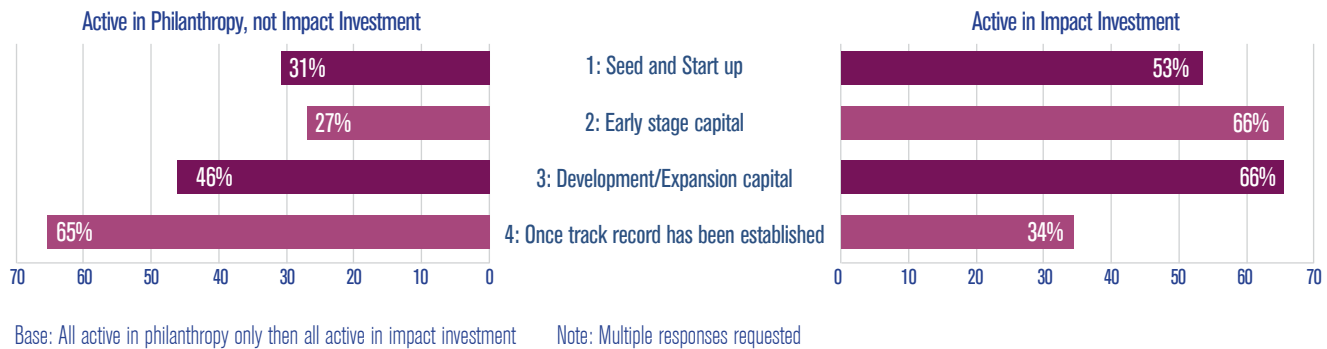 Active in Philanthropy, not Impact Investment
Active in Impact Investment
31%
1: Seed and Start up
53%
27%
2: Early stage capital
66%
46%
3: Development/Expansion capital
66%
65%
4: Once track record has been established
34%
70 60 50 40 30 20 10 0
0 10 20 30 40 50 60 70
Base: All active in philanthropy only then all active in impact investment Note: Multiple responses requested